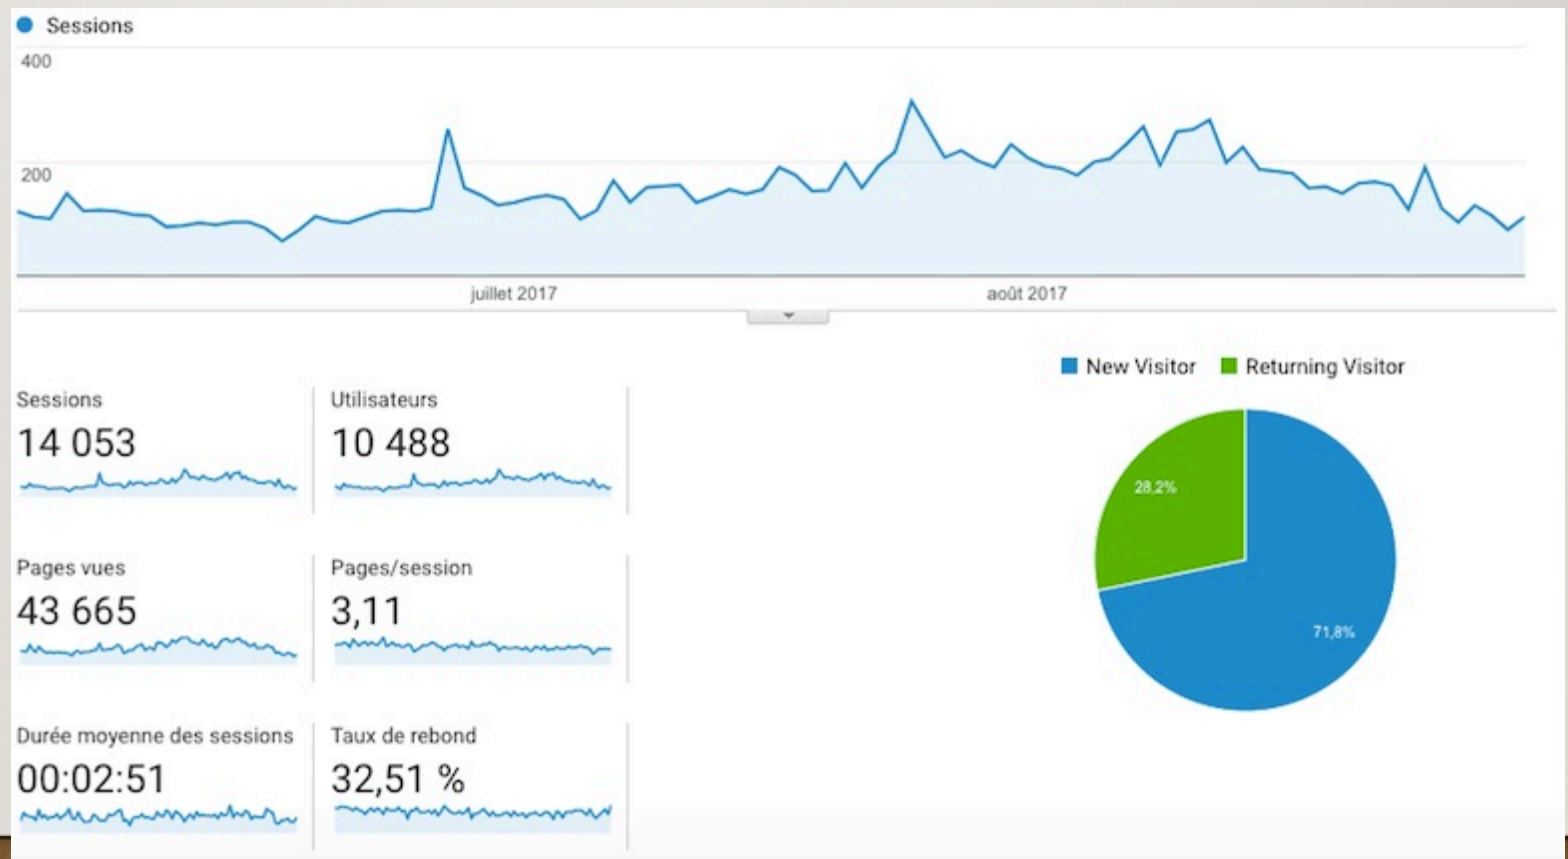 Sessions
400
200
juillet 2017 août 2017
New Visitor Returning Visitor
Sessions
14 053
Utilisateurs
10 488
Pages vues
43 665
Pages/session
3,11
Durée moyenne des sessions
00:02:51
Taux de rebond
32,51 %
28,2%
71,8%